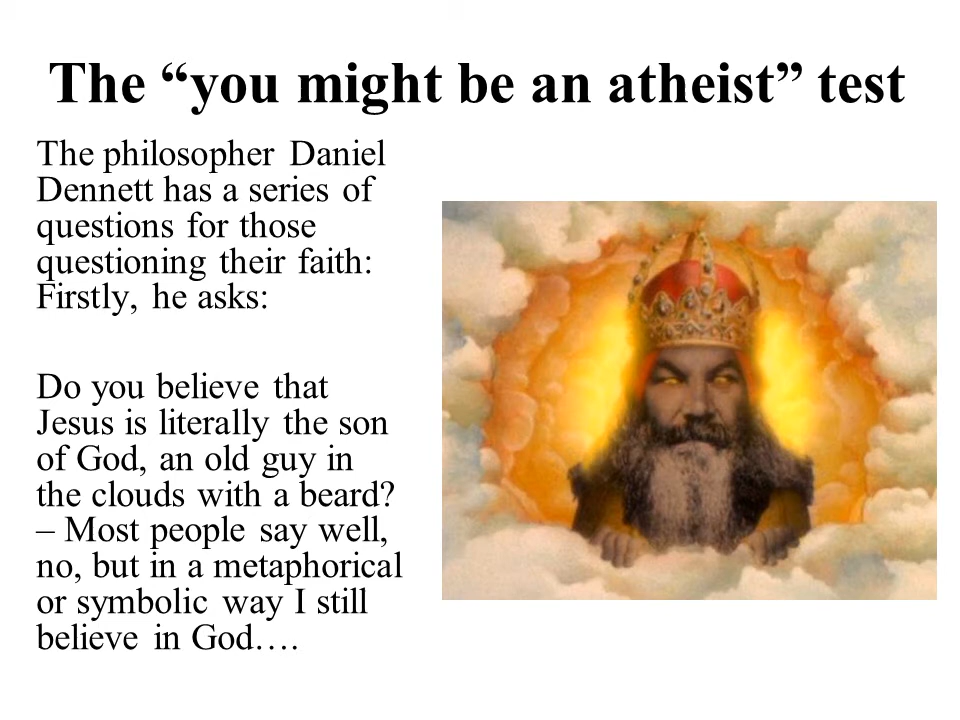 The “you might be an atheist” test
The philosopher Daniel
Dennett has a series of
questions for those
questioning their faith:
Firstly, he asks:
Do you believe that
Jesus is literally the son
of God, an old guy in
the clouds with a beard?
– Most people say well,
no, but in a metaphorical
or symbolic way I still
believe in God….